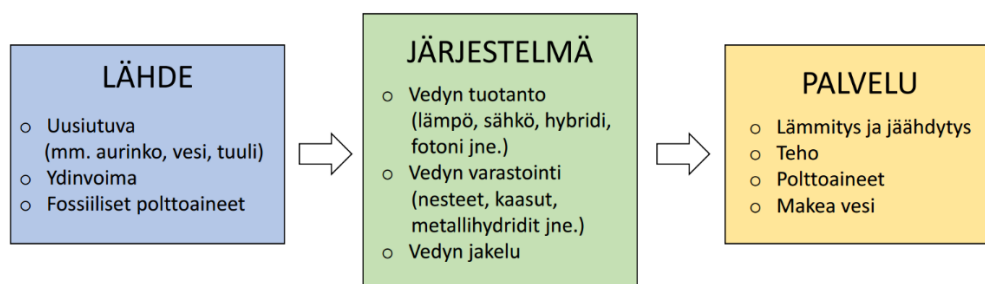 LÄHDE
o Uusiutuva
(mm. aurinko, vesi, tuuli)
o Ydinvoima
o Fossiiliset polttoaineet
JÄRJESTELMÄ
o Vedyn tuotanto
(lämpö, sähkö, hybridi,
fotoni jne.)
o Vedyn varastointi
(nesteet, kaasut,
metallihydridit jne.)
o Vedyn jakelu
PALVELU
o Lämmitys ja jäähdytys
o Teho
o Polttoaineet
o Makea vesi